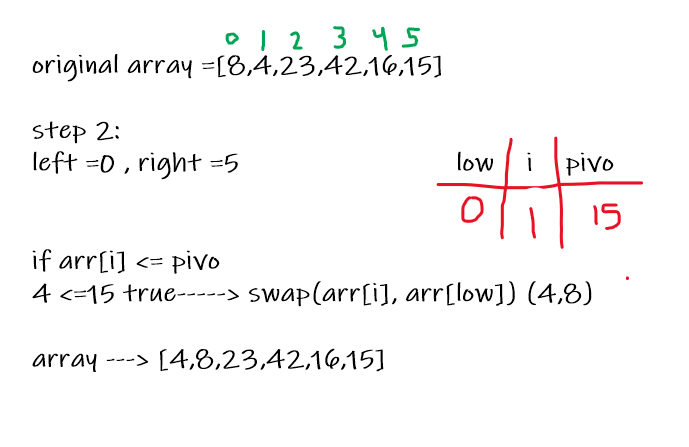 0 1 2 3 4 5
original array =[8,4,23,42,16,15]
step 2:
left =0 , right =5
low i pivo
0 1 15
if arr[i] <= pivo
4 <=15 true-----> swap(arr[i], arr[low]) (4,8)
array ---> [4,8,23,42,16,15]